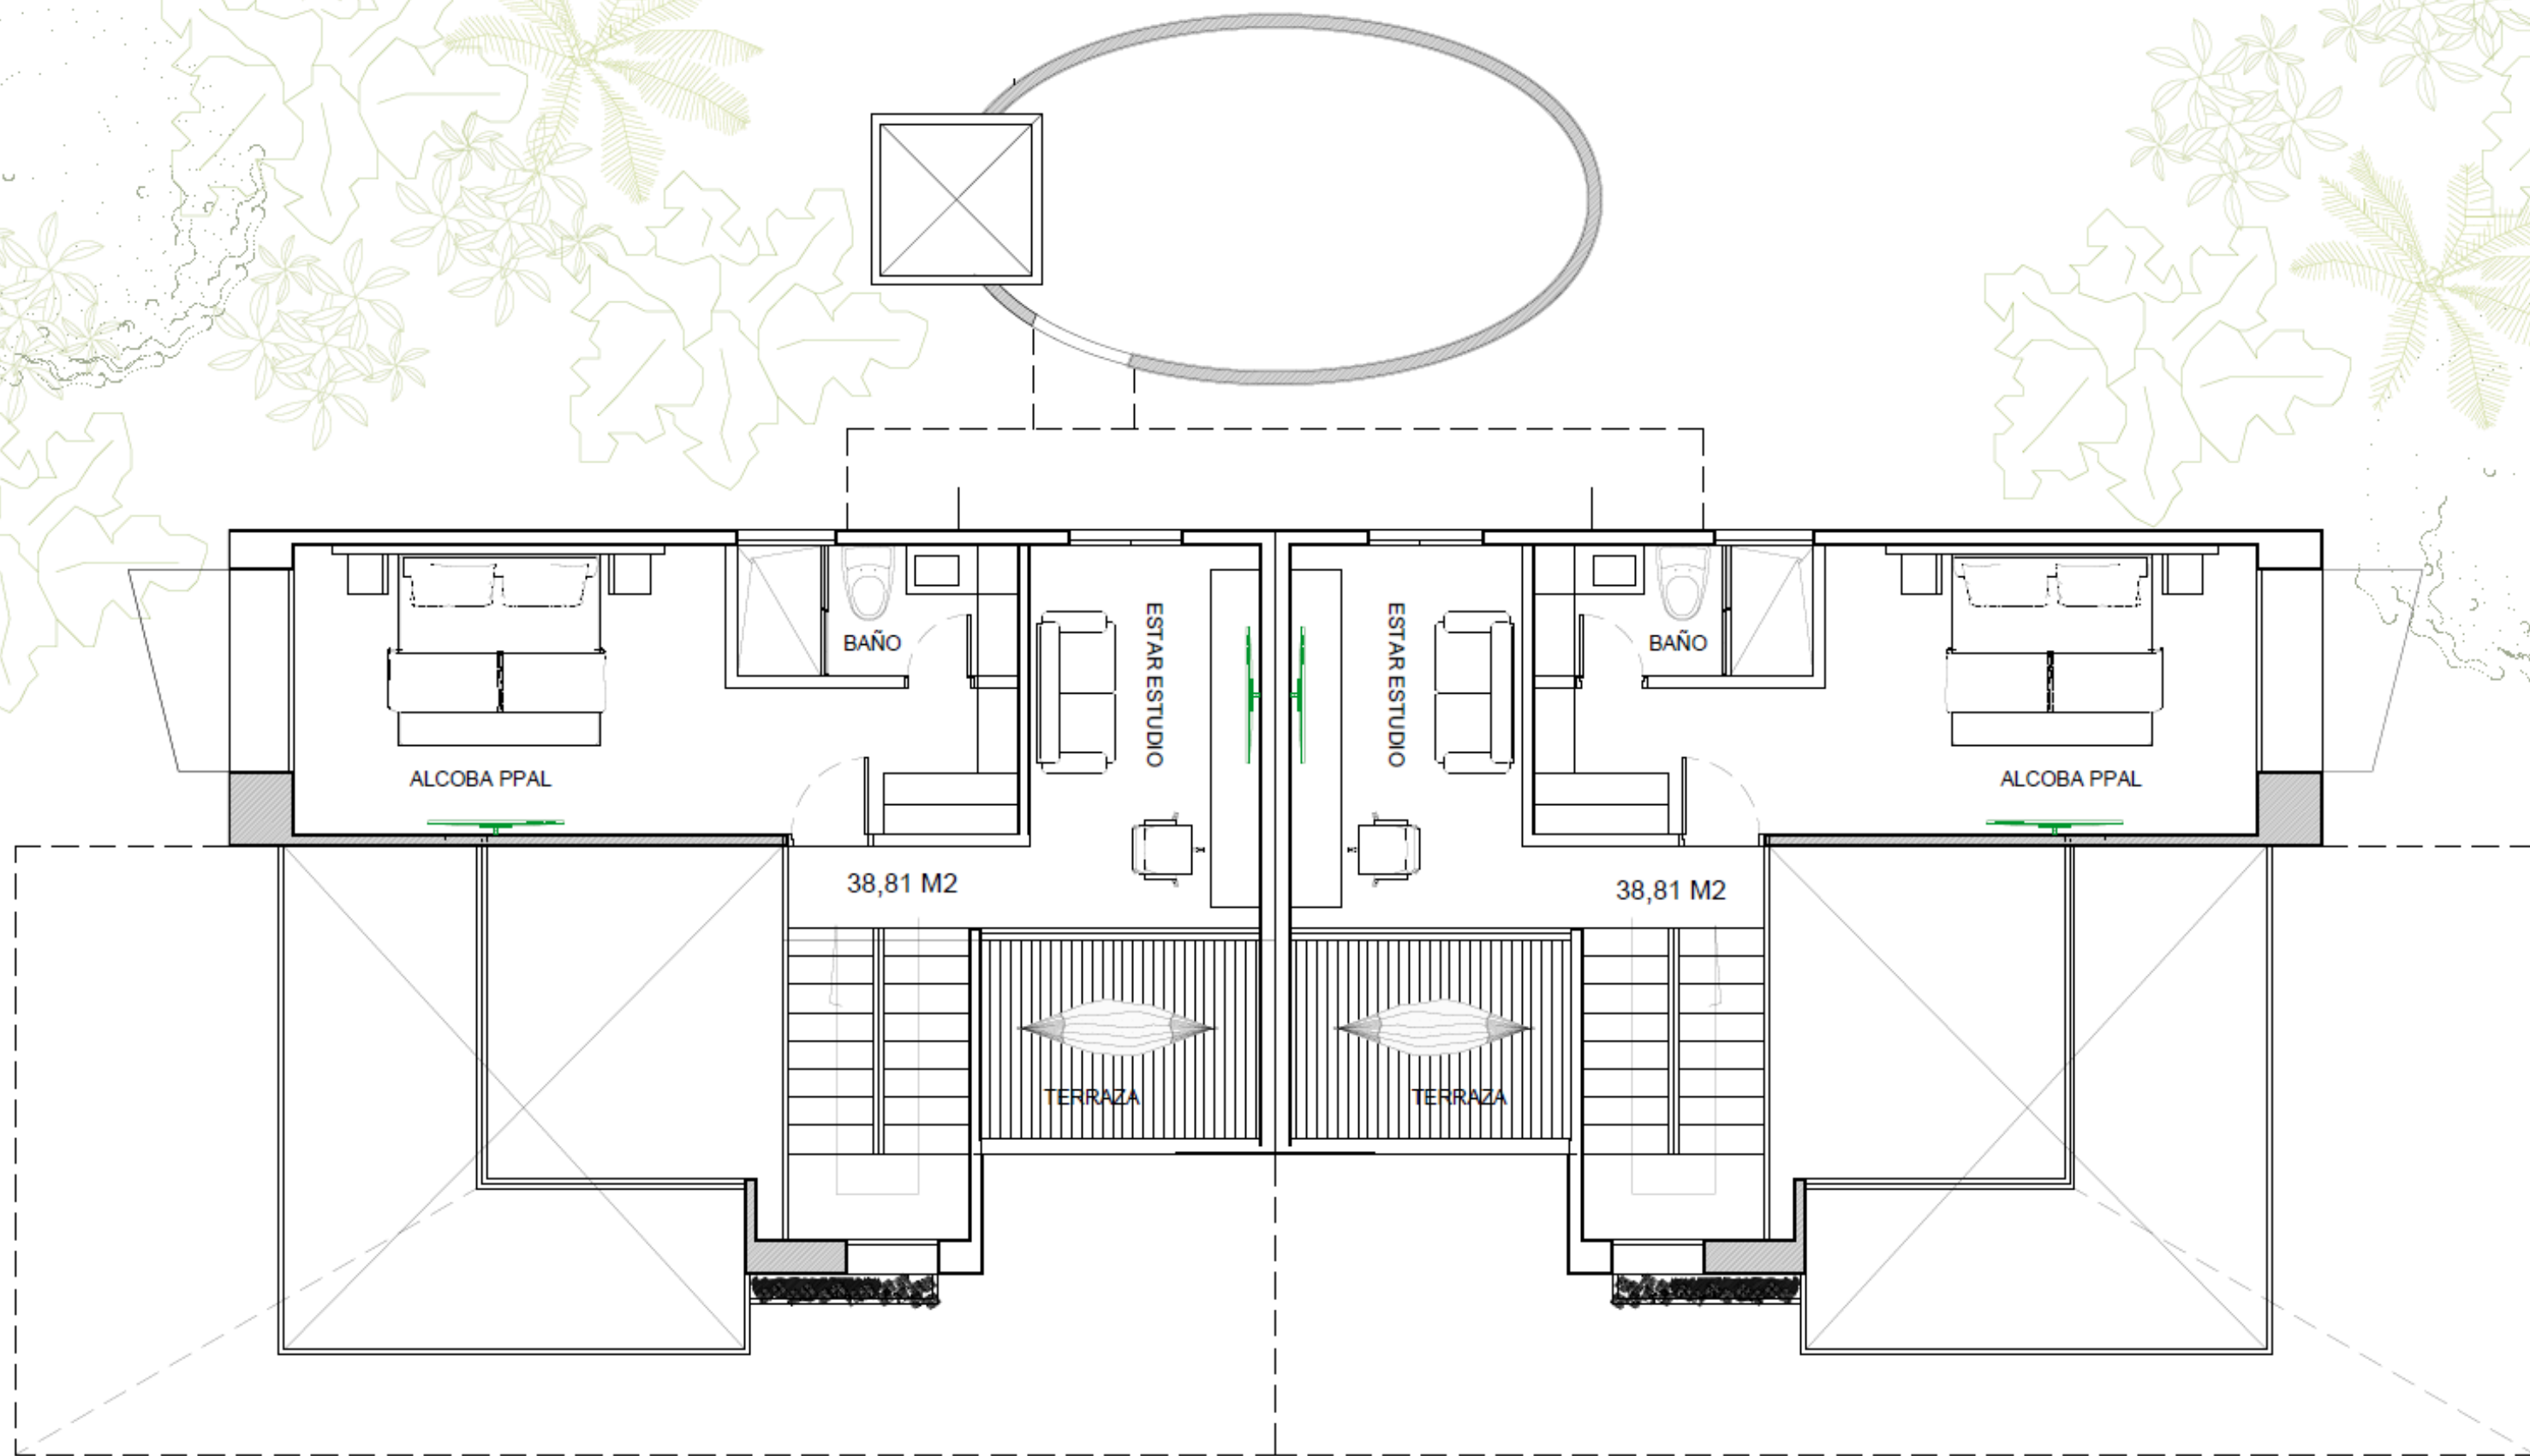 BAÑO
ESTAR ESTUDIO
ESTAR ESTUDIO
BAÑO
ALCOBA PPAL
ALCOBA PPAL
38,81 M2
38,81 M2
TERRAZA
TERRAZA